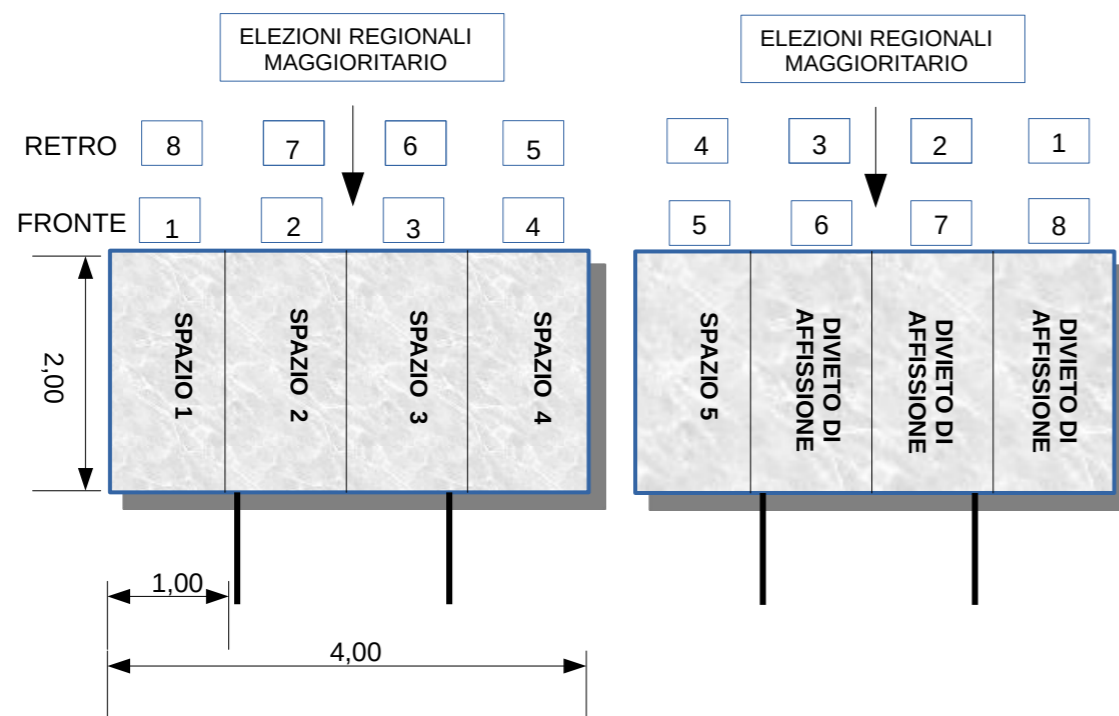 ELEZIONI REGIONALI
MAGGIORITARIO
ELEZIONI REGIONALI
MAGGIORITARIO
RETRO 8 7 6 5 4 3 2 1
FRONTE 1 2 3 4 5 6 7 8
SPAZIO 1
SPAZIO 2
SPAZIO 3
SPAZIO 4
SPAZIO 5
DIVIETO DI
AFFISSIONE
DIVIETO DI
AFFISSIONE
DIVIETO DI
AFFISSIONE
2,00
1,00
4,00